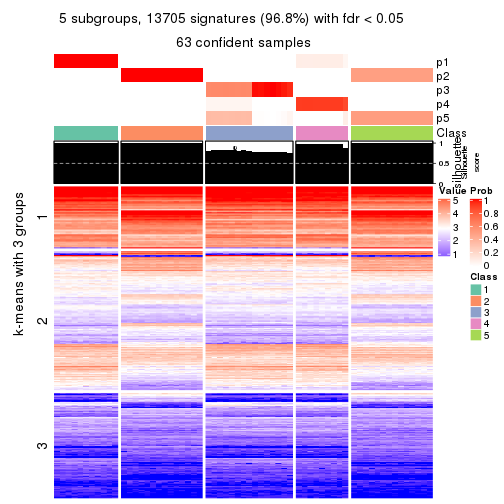 5 subgroups, 13705 signatures (96.8%) with fdr < 0.05
63 confident samples
p1
p2
p3
p4
p5
Class
1
0.5
0
silhouette
Silhouette
score
k-means with 3 groups
1
2
3
Value
5
4
3
2
1
Prob
1
0.8
0.6
0.4
0.2
0
Class
1
2
3
4
5